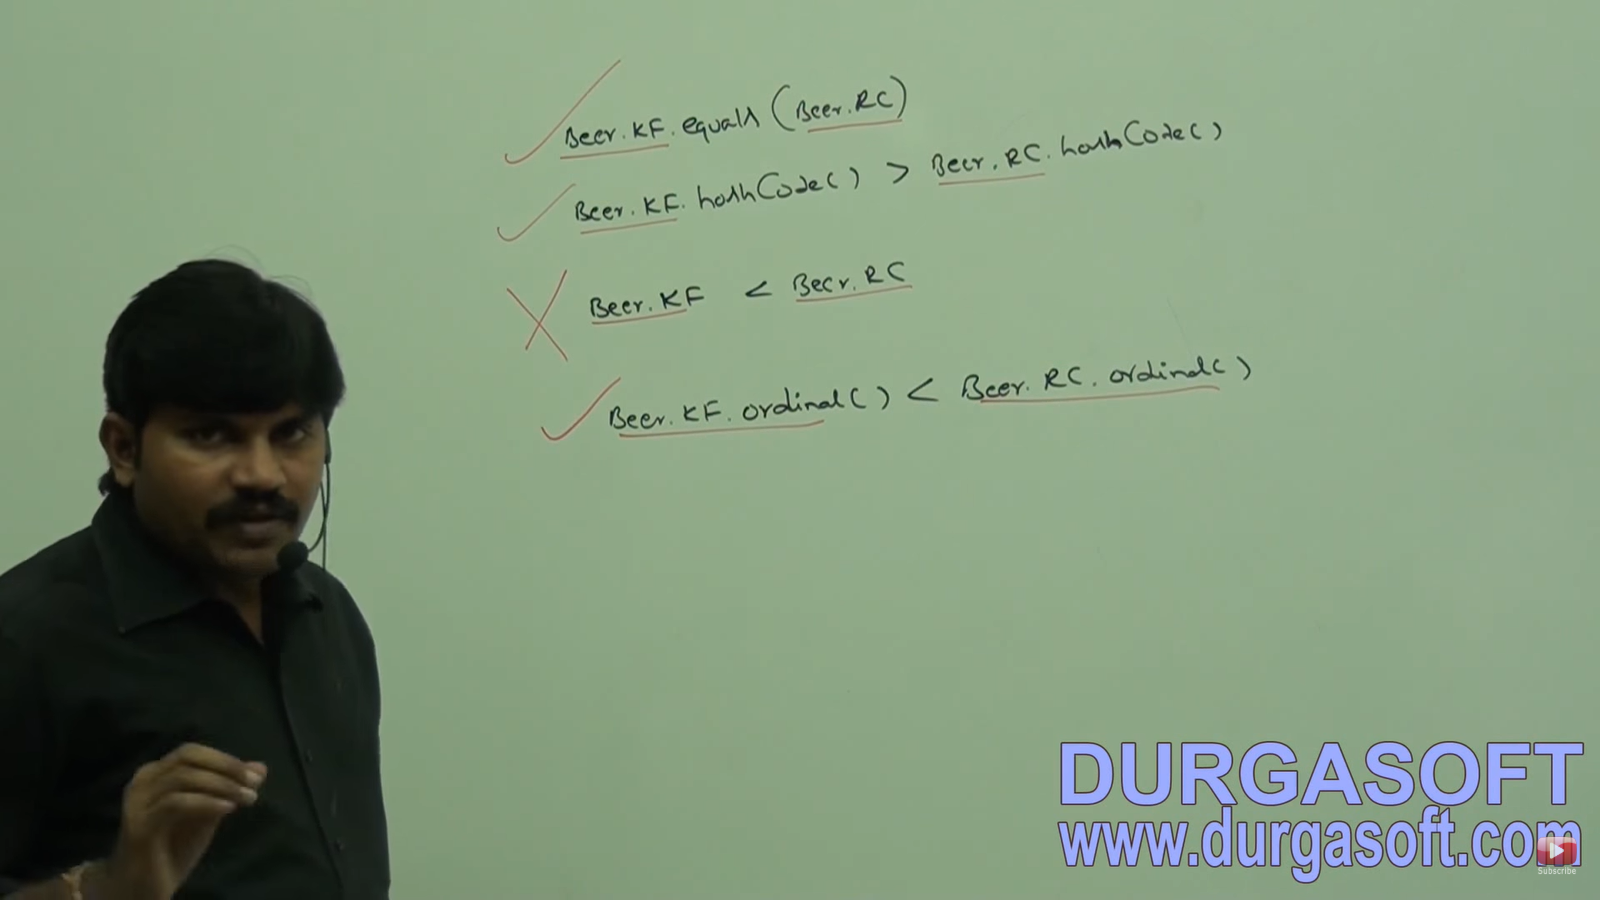 Beer.KF.equals(Beer.RC)
Beer.KF.hashCode() > Beer.RC.hashCode()
Beer.KF < Beer.RC
Beer.KF.ordinal() < Beer.RC.ordinal()
DURGASOFT
www.durgasoft.com
Subscribe